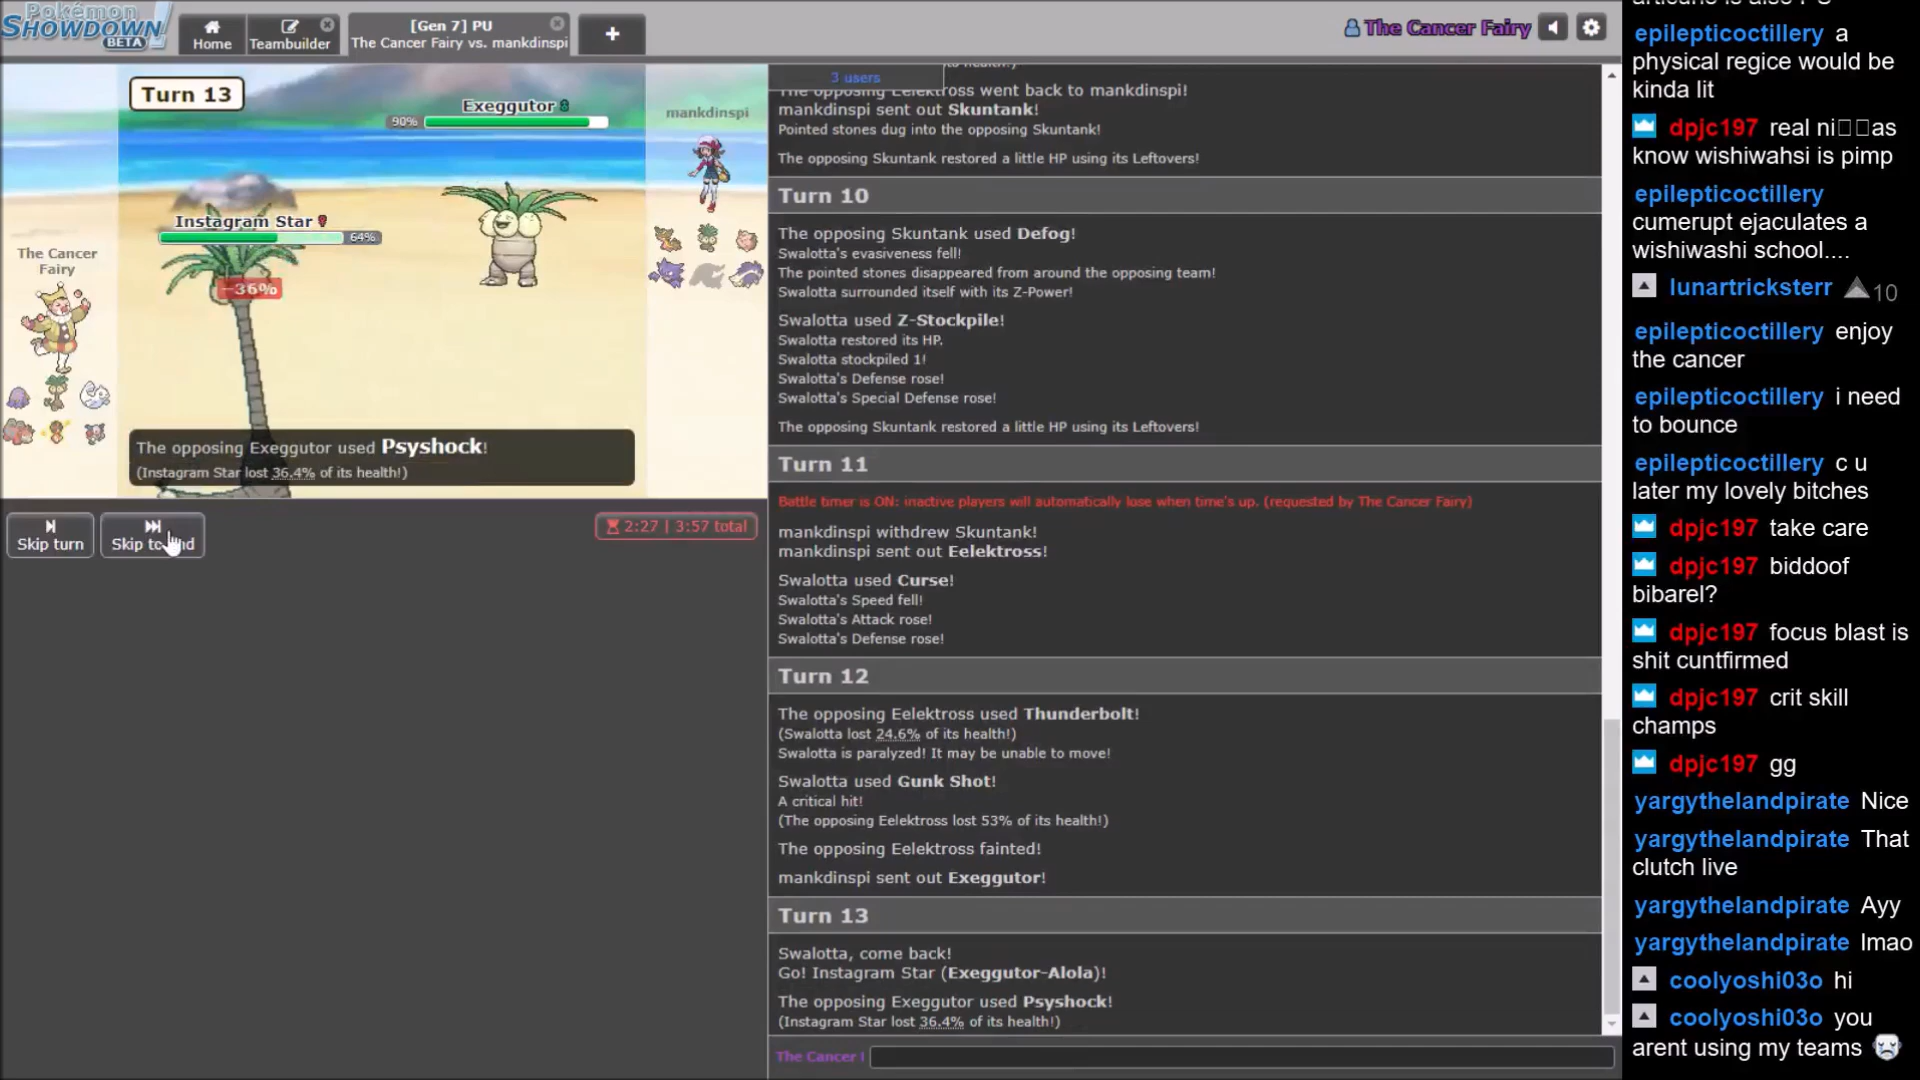 Pokémon
SHOWDOWN!
BETA
Home
Teambuilder
[Gen 7] PU
The Cancer Fairy vs. mankdinspi
+
The Cancer Fairy
Turn 13
Exeggutor
90%
Instagram Star
64%
-36%
mankdinspi
The Cancer
Fairy
The opposing Exeggutor used Psyshock!
(Instagram Star lost 36.4% of its health!)
Skip turn
2:27 | 3:57 total
3 users
The opposing Eelektross went back to mankdinspi!
mankdinspi sent out Skuntank!
Pointed stones dug into the opposing Skuntank!
The opposing Skuntank restored a little HP using its Leftovers!
Turn 10
The opposing Skuntank used Defog!
Swalotta's evasiveness fell!
The pointed stones disappeared from around the opposing team!
Swalotta surrounded itself with its Z-Power!
Swalotta used Z-Stockpile!
Swalotta restored its HP.
Swalotta stockpiled 1!
Swalotta's Defense rose!
Swalotta's Special Defense rose!
The opposing Skuntank restored a little HP using its Leftovers!
Turn 11
Battle timer is ON: inactive players will automatically lose when time's up. (requested by The Cancer Fairy)
mankdinspi withdrew Skuntank!
mankdinspi sent out Eelektross!
Swalotta used Curse!
Swalotta's Speed fell!
Swalotta's Attack rose!
Swalotta's Defense rose!
Turn 12
The opposing Eelektross used Thunderbolt!
(Swalotta lost 24.6% of its health!)
Swalotta is paralyzed! It may be unable to move!
Swalotta used Gunk Shot!
A critical hit!
(The opposing Eelektross lost 53% of its health!)
The opposing Eelektross fainted!
mankdinspi sent out Exeggutor!
Turn 13
Swalotta, come back!
Go! Instagram Star (Exeggutor-Alola)!
The opposing Exeggutor used Psyshock!
(Instagram Star lost 36.4% of its health!)
The Cancer
epilepticoctillery a
physical regice would be
kinda lit
dpjc197 real ni▯▯as
know wishiwahsi is pimp
epilepticoctillery
cumerupt ejaculates a
wishiwashi school....
lunartricksterr 10
epilepticoctillery enjoy
the cancer
epilepticoctillery i need
to bounce
epilepticoctillery c u
later my lovely bitches
dpjc197 take care
dpjc197 biddoof
bibarel?
dpjc197 focus blast is
shit cuntfirmed
dpjc197 crit skill
champs
dpjc197 gg
yargythelandpirate Nice
yargythelandpirate That
clutch live
yargythelandpirate Ayy
yargythelandpirate lmao
coolyoshi03o hi
coolyoshi03o you
arent using my teams